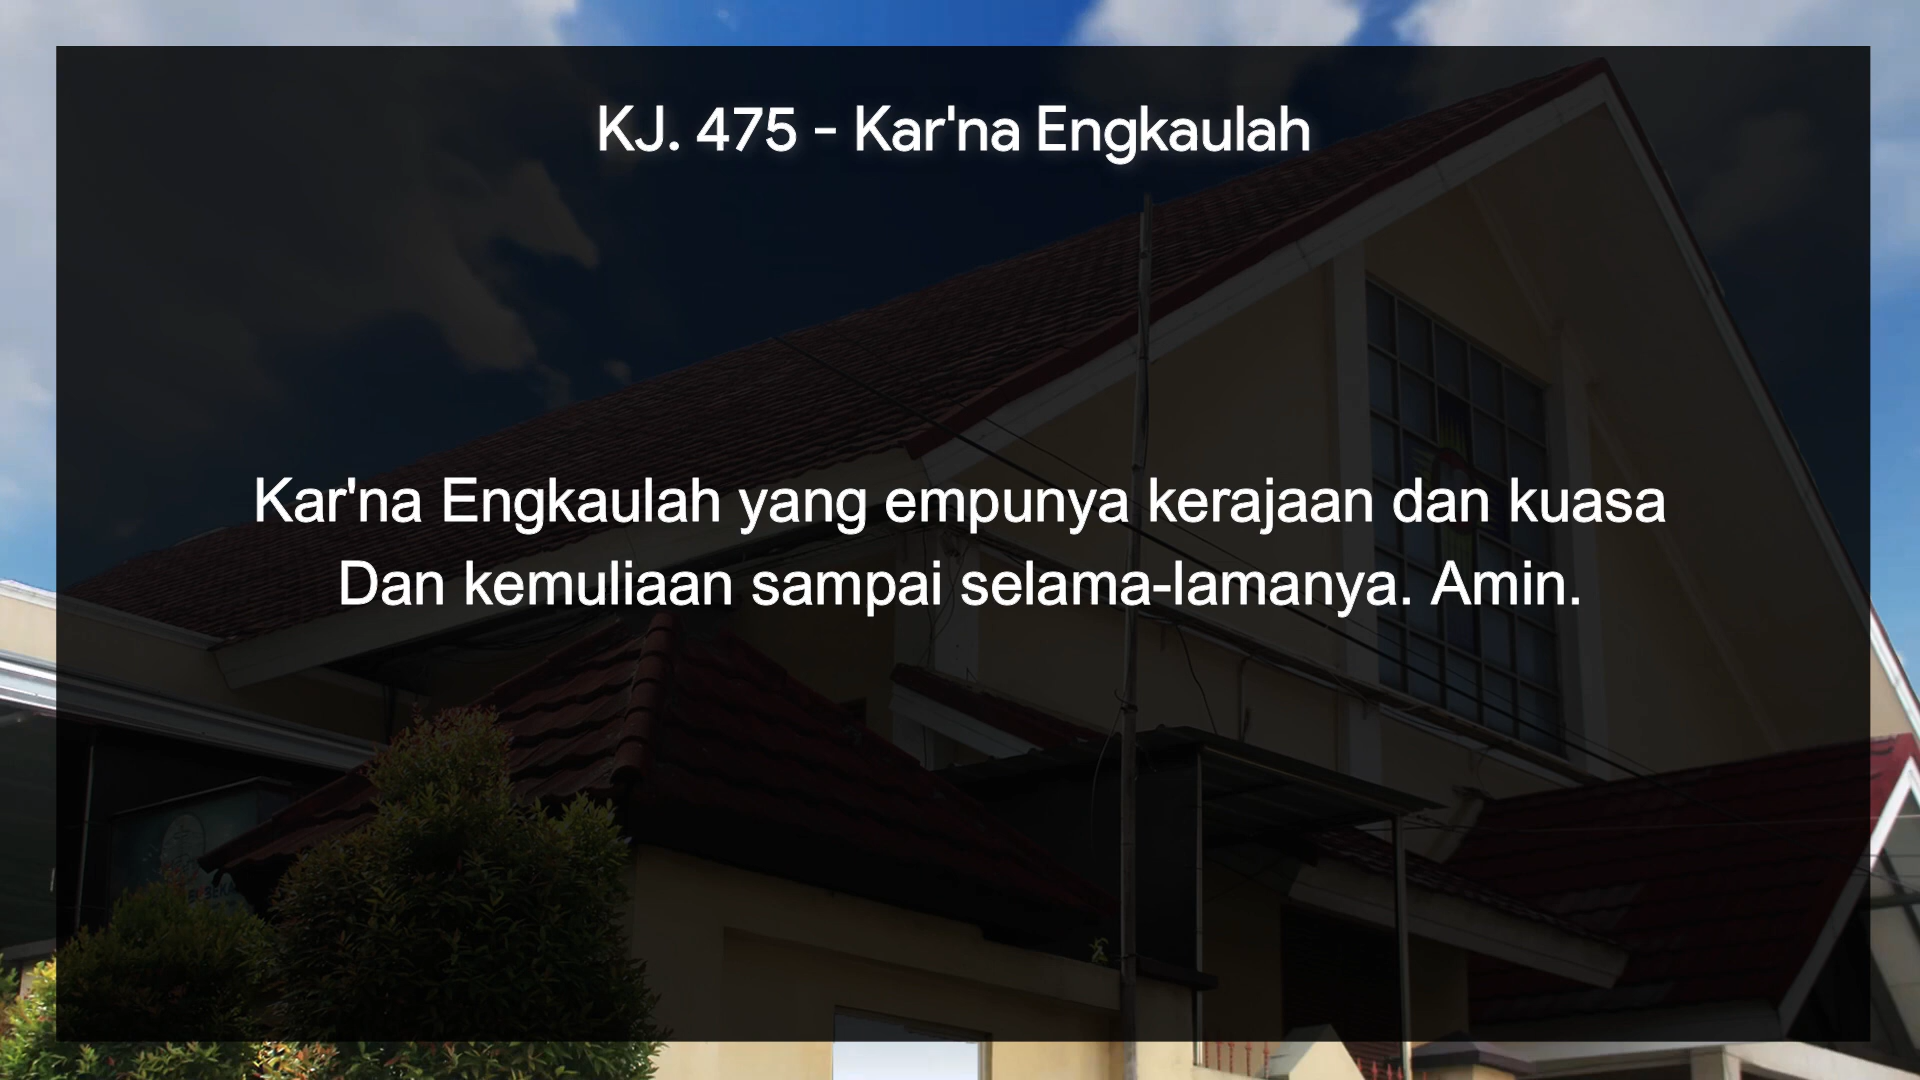 KJ. 475 - Kar'na Engkaulah
Kar'na Engkaulah yang empunya kerajaan dan kuasa
Dan kemuliaan sampai selama-lamanya. Amin.